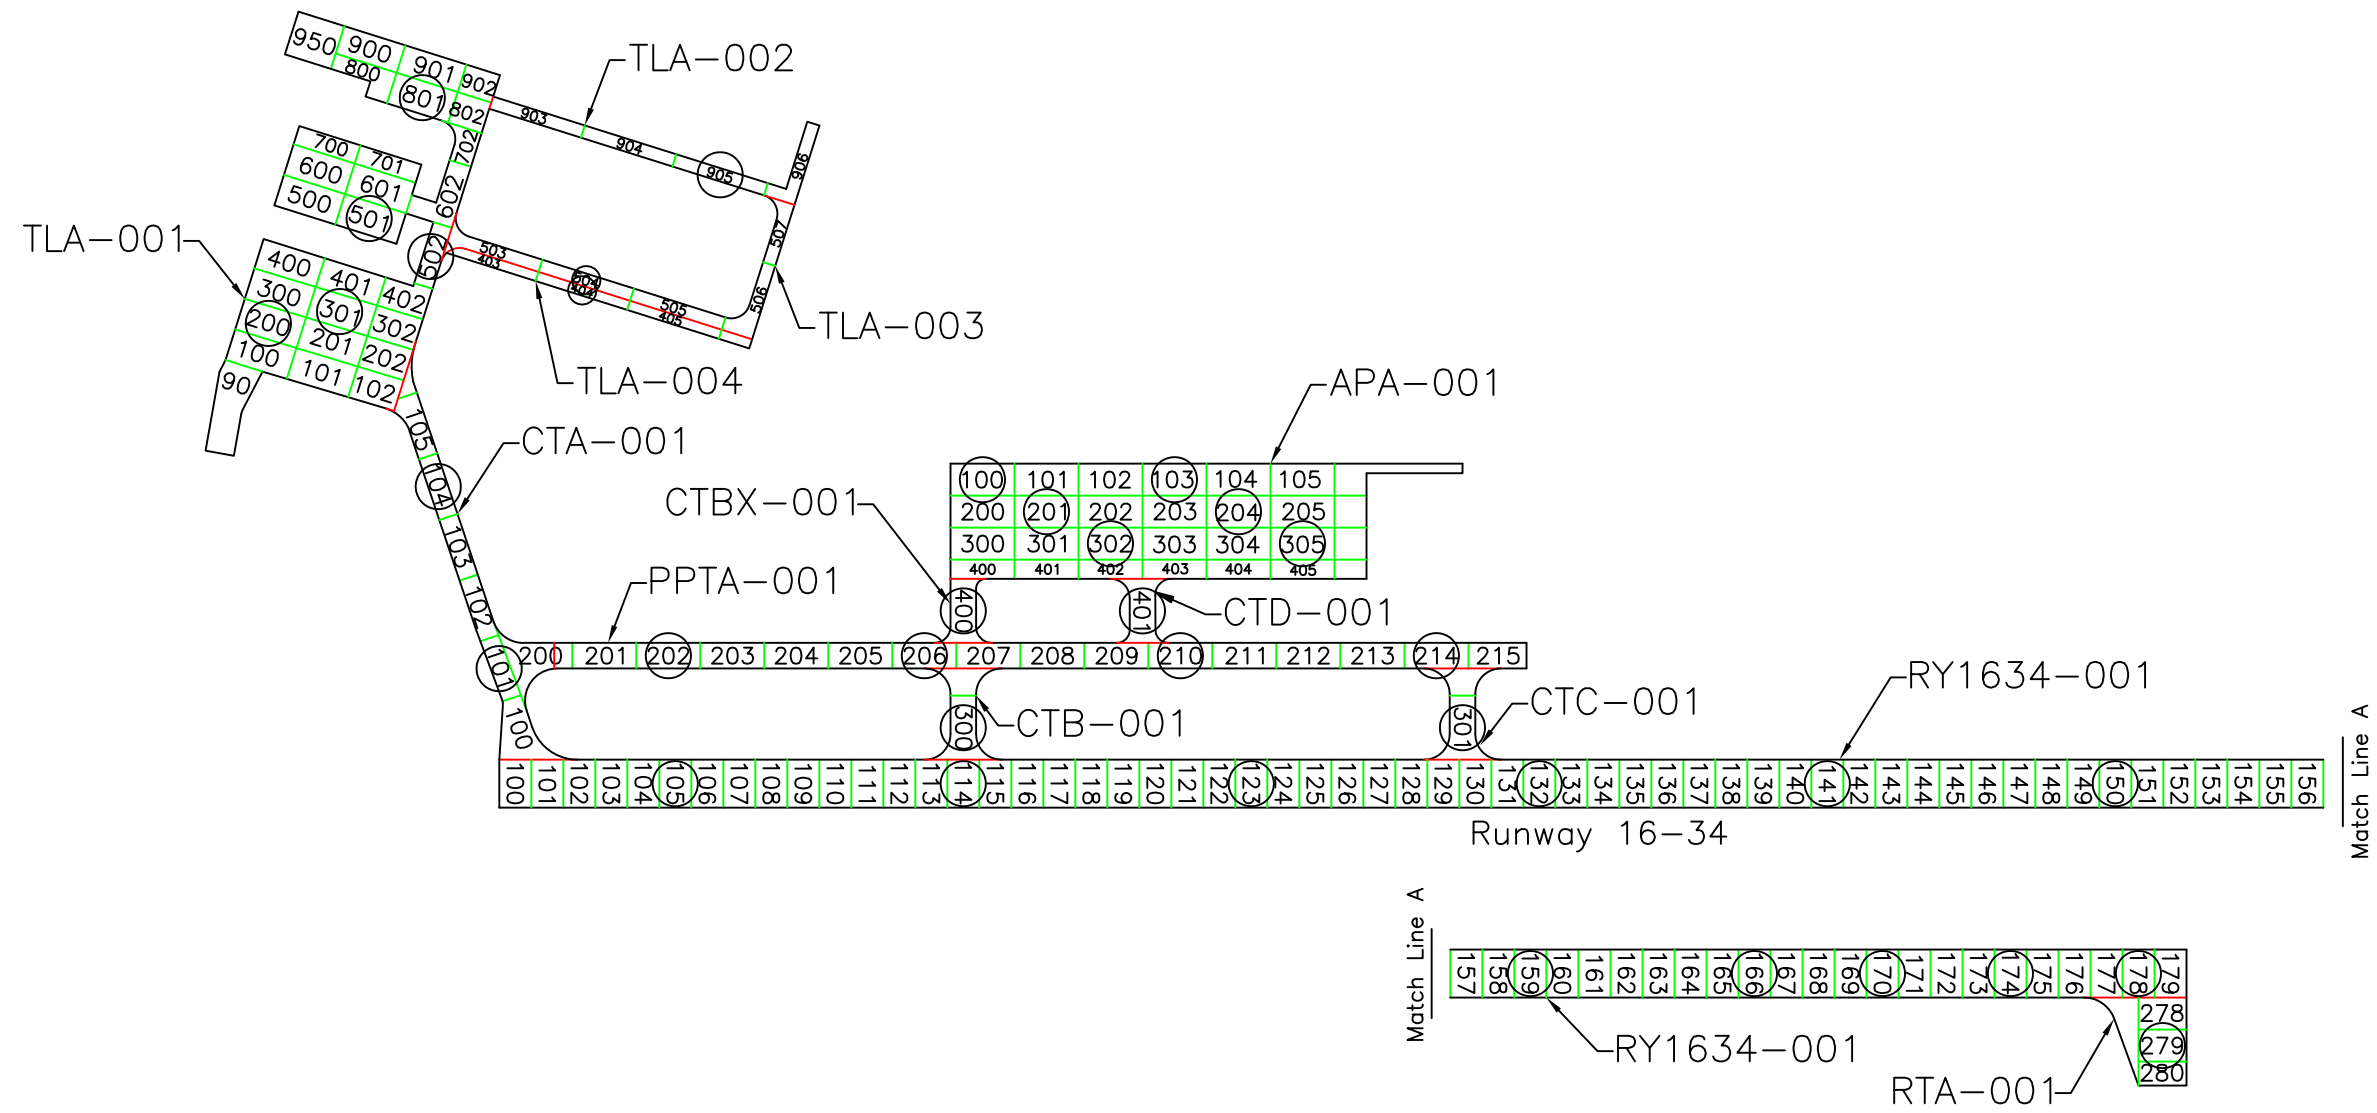 950 900 901 902
800 801 802
702
903 904 905 906
TLA-002
700 701
600 601 602
500 501 502
503 504 505 506 507
403 404 405
TLA-001
TLA-003
TLA-004
400 401 402
300 301 302
200 201 202
100 101 102
90
105
104
103
102
101
100
CTA-001
APA-001
100 101 102 103 104 105
200 201 202 203 204 205
300 301 302 303 304 305
400 401 402 403 404 405
CTBX-001
400
401
CTD-001
PPTA-001
200 201 202 203 204 205 206 207 208 209 210 211 212 213 214 215
300
CTB-001
301
CTC-001
RY1634-001
100 101 102 103 104 105 106 107 108 109 110 111 112 113 114 115 116 117 118 119 120 121 122 123 124 125 126 127 128 129 130 131 132 133 134 135 136 137 138 139 140 141 142 143 144 145 146 147 148 149 150 151 152 153 154 155 156
Match Line A
Runway 16-34
Match Line A
157 158 159 160 161 162 163 164 165 166 167 168 169 170 171 172 173 174 175 176 177 178 179
278
279
280
RY1634-001
RTA-001